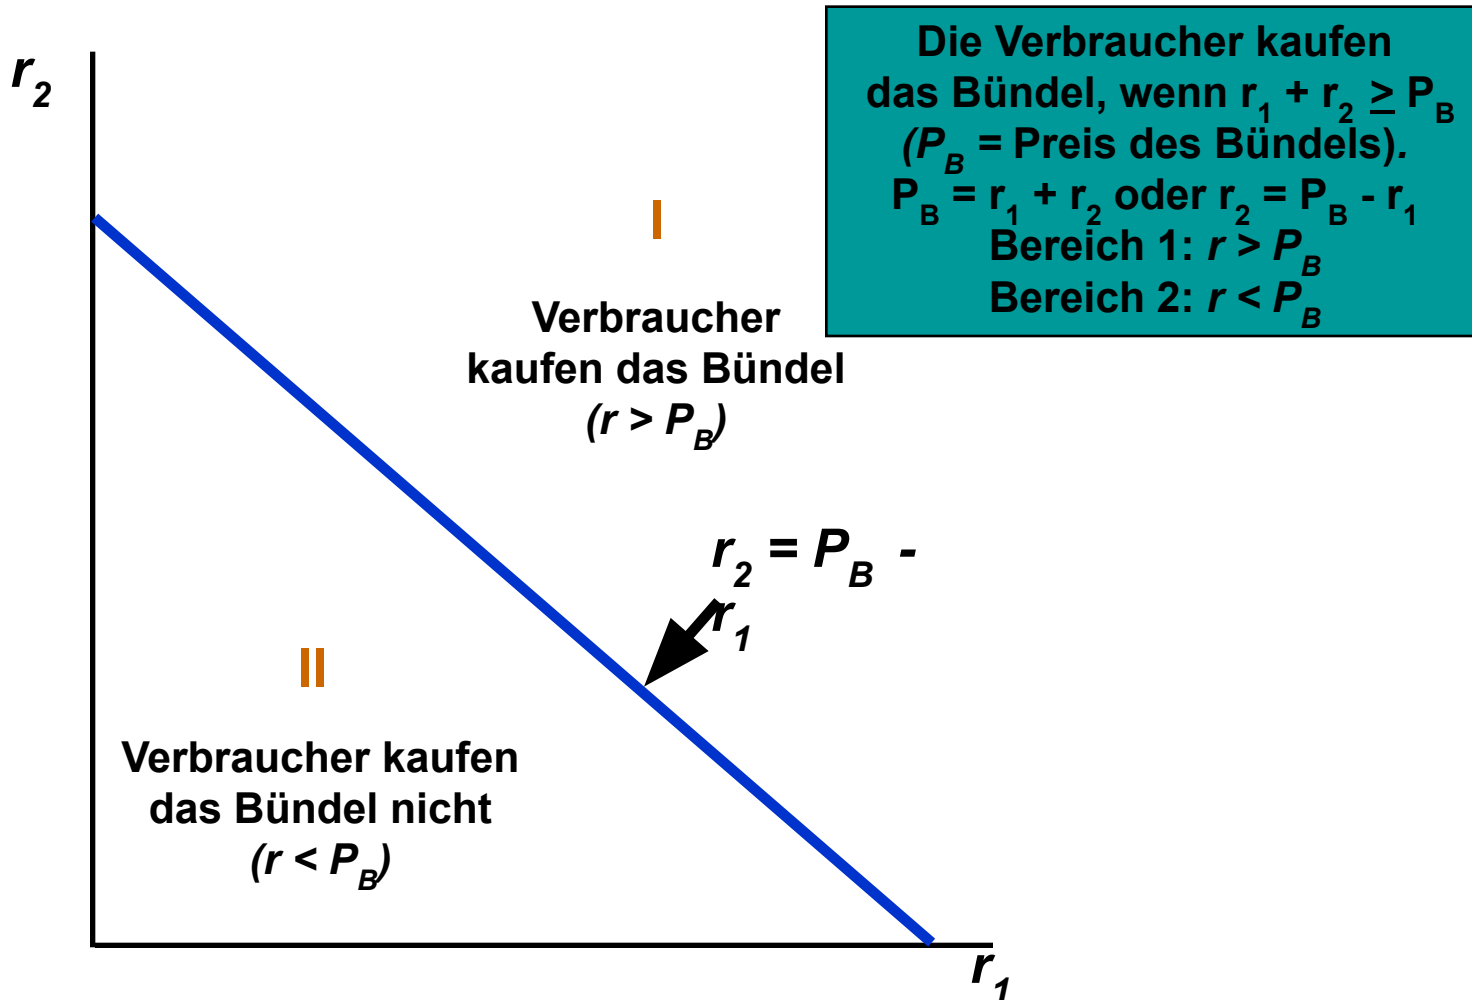 r2
Die Verbraucher kaufen
das Bündel, wenn r1 + r2 ≥ PB
(PB = Preis des Bündels).
PB = r1 + r2 oder r2 = PB - r1
Bereich 1: r > PB
Bereich 2: r < PB
I
Verbraucher
kaufen das Bündel
(r > PB)
r2 = PB -
r1
II
Verbraucher kaufen
das Bündel nicht
(r < PB)
r1